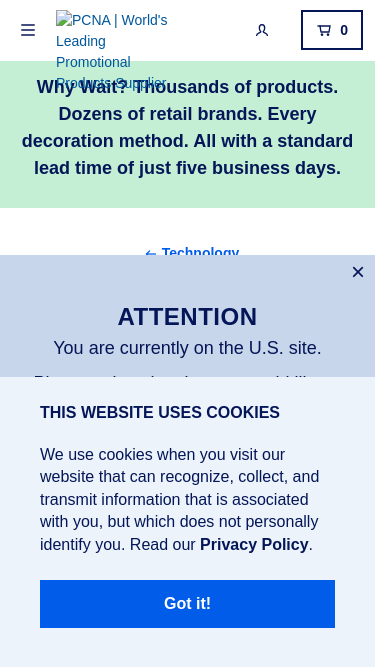 PCNA | World's
Leading
Promotional
Products Supplier
0
Why Wait? Thousands of products.
Dozens of retail brands. Every
decoration method. All with a standard
lead time of just five business days.
← Technology
×
ATTENTION
You are currently on the U.S. site.
THIS WEBSITE USES COOKIES
We use cookies when you visit our
website that can recognize, collect, and
transmit information that is associated
with you, but which does not personally
identify you. Read our Privacy Policy.
Got it!